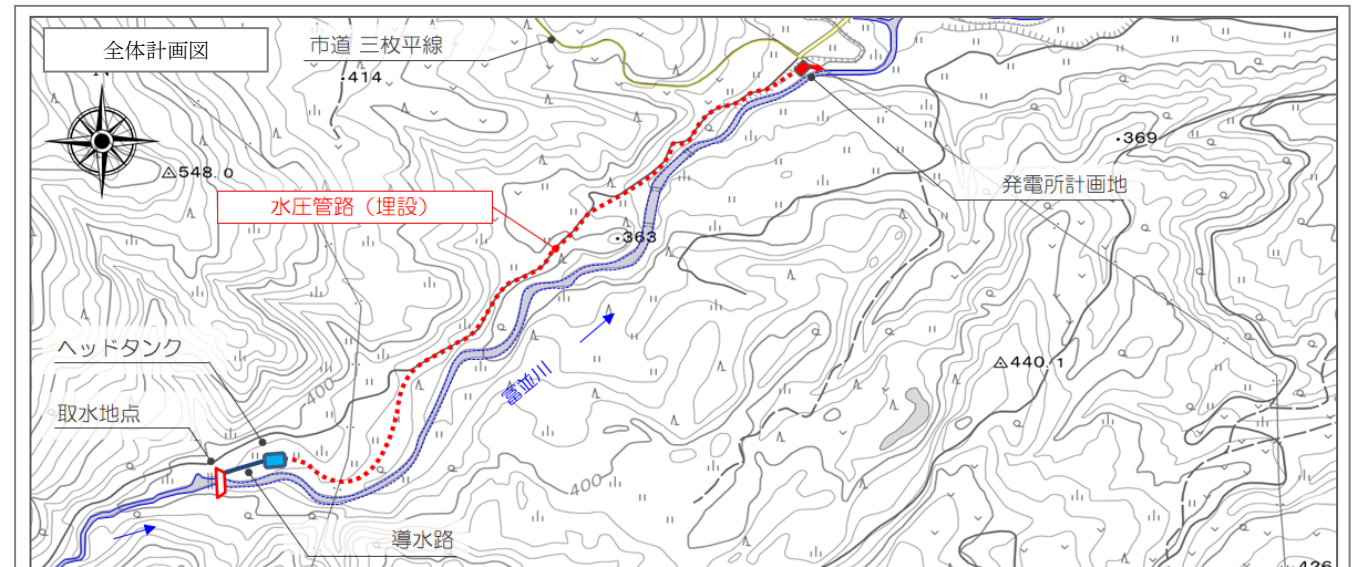 全体計画図
市道 三枚平線
N
414
548.0
369
発電所計画地
水圧管路（埋設）
363
ヘッドタンク
440.1
400
富並川
取水地点
400
導水路
426